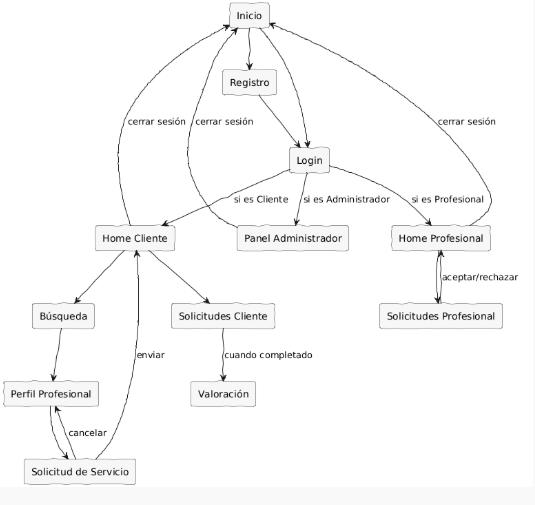 Inicio
Registro
cerrar sesión
cerrar sesión
cerrar sesión
Login
si es Cliente
si es Administrador
si es Profesional
Home Cliente
Panel Administrador
Home Profesional
aceptar/rechazar
Búsqueda
Solicitudes Cliente
Solicitudes Profesional
enviar
cuando completado
Perfil Profesional
Valoración
cancelar
Solicitud de Servicio